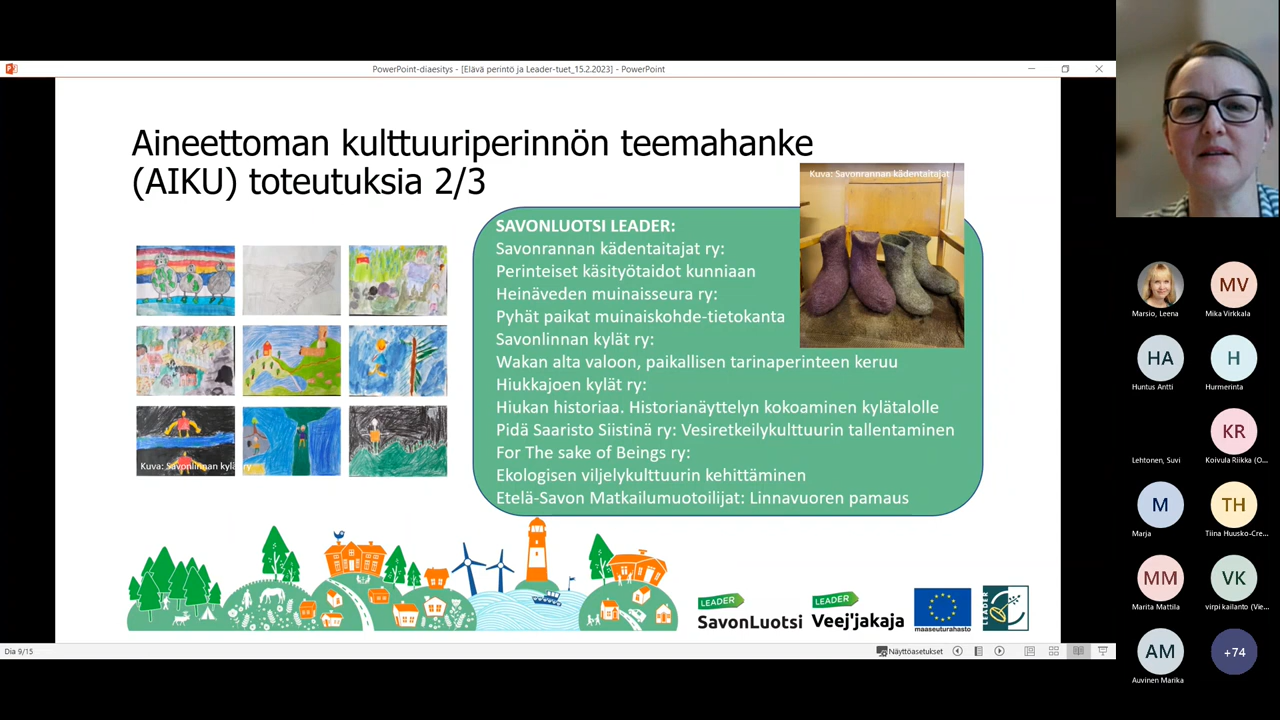 PowerPoint-diaesitys - [Elävä perintö ja Leader-tuet_15.2.2023] - PowerPoint
Aineettoman kulttuuriperinnön teemahanke
(AIKU) toteutuksia 2/3
Kuva: Savonrannan kädentaitajat
SAVONLUOTSI LEADER:
Savonrannan kädentaitajat ry:
Perinteiset käsityötaidot kunniaan
Heinäveden muinaisseura ry:
Pyhät paikat muinaiskohde-tietokanta
Savonlinnan kylät ry:
Wakan alta valoon, paikallisen tarinaperinteen keruu
Hiukkajoen kylät ry:
Hiukan historiaa. Historianäyttelyn kokoaminen kylätalolle
Pidä Saaristo Siistinä ry: Vesiretkeilykulttuurin tallentaminen
For The sake of Beings ry:
Ekologisen viljelykulttuurin kehittäminen
Etelä-Savon Matkailumuotoilijat: Linnavuoren pamaus
Kuva: Savonlinnan kylät ry
LEADER
SavonLuotsi
LEADER
Veej'jakaja
maaseuturahasto
LEADER
Dia 9/15
Näyttöasetukset
Marsio, Leena
MV
Mika Virkkala
HA
Huntus Antti
H
Hurmerinta
Lehtonen, Suvi
KR
Koivula Riikka (O...
M
Marja
TH
Tiina Huusko-Cre...
MM
Marita Mattila
VK
virpi kailanto (Vie...
AM
Auvinen Marika
+74